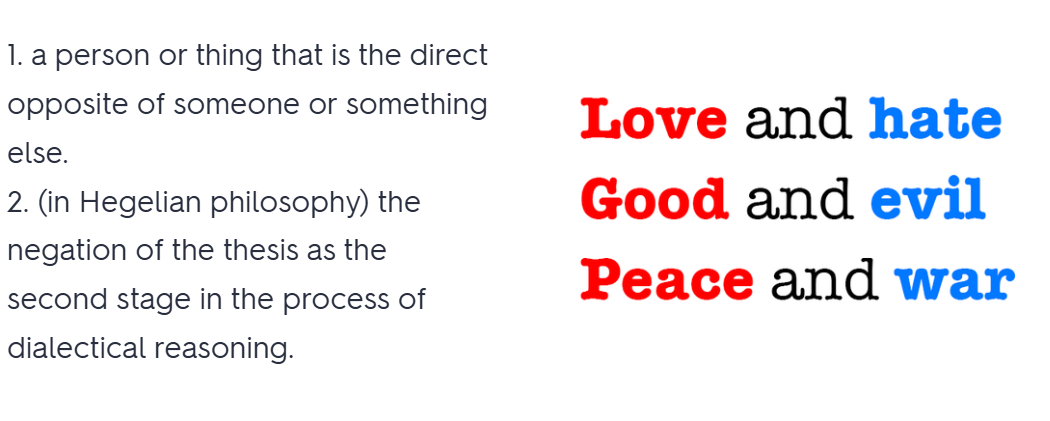 1. a person or thing that is the direct
opposite of someone or something
else.
2. (in Hegelian philosophy) the
negation of the thesis as the
second stage in the process of
dialectical reasoning.
Love and hate
Good and evil
Peace and war